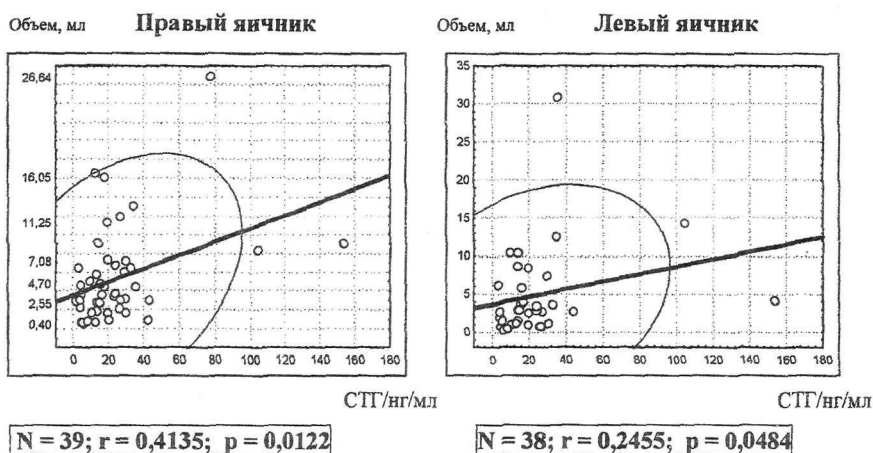 Объем, мл Правый яичник
26,64
16,05
11,25
7,08
4,70
2,55
0,40
0 20 40 60 80 100 120 140 160 180
СТГ/нг/мл
N = 39; r = 0,4135; p = 0,0122
Объем, мл Левый яичник
35
30
25
20
15
10
5
0
0 20 40 60 80 100 120 140 160 180
СТГ/нг/мл
N = 38; r = 0,2455; p = 0,0484